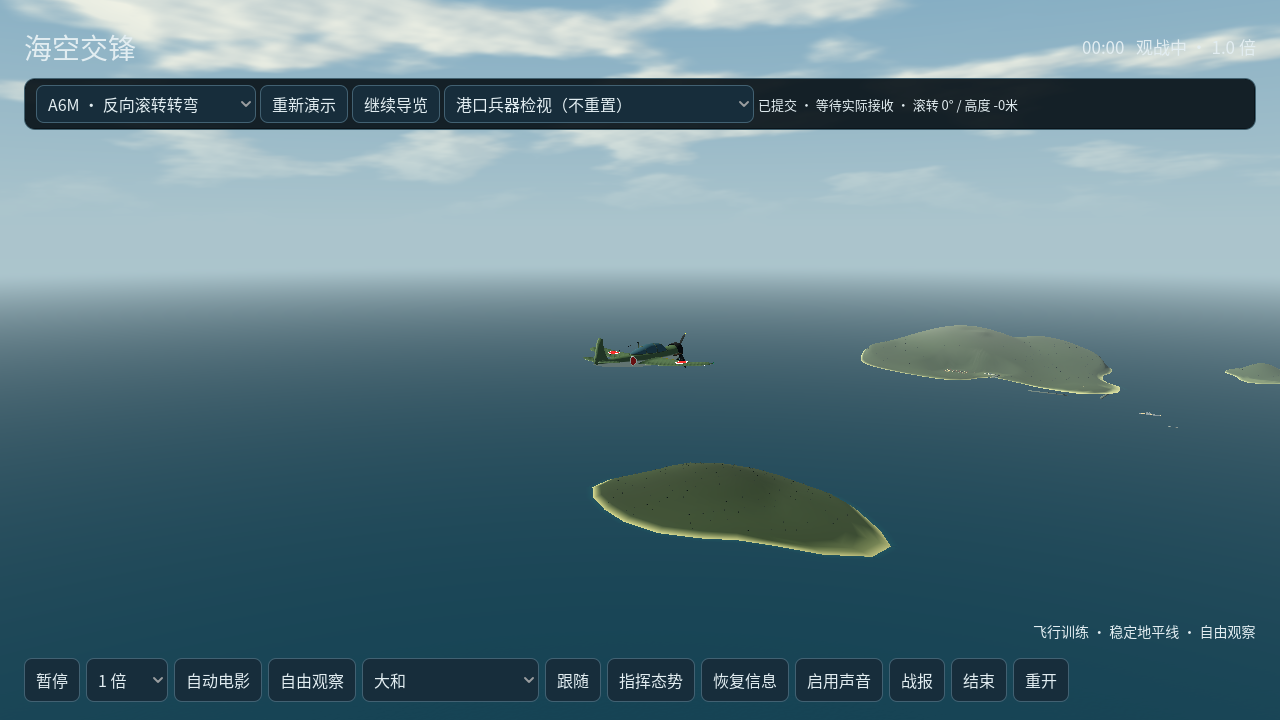 海空交锋
00:00 观战中 · 1.0 倍
A6M · 反向滚转转弯
重新演示
继续导览
港口兵器检视（不重置）
已提交 · 等待实际接收 · 滚转 0° / 高度 -0米
飞行训练 · 稳定地平线 · 自由观察
暂停
1 倍
自动电影
自由观察
大和
跟随
指挥态势
恢复信息
启用声音
战报
结束
重开